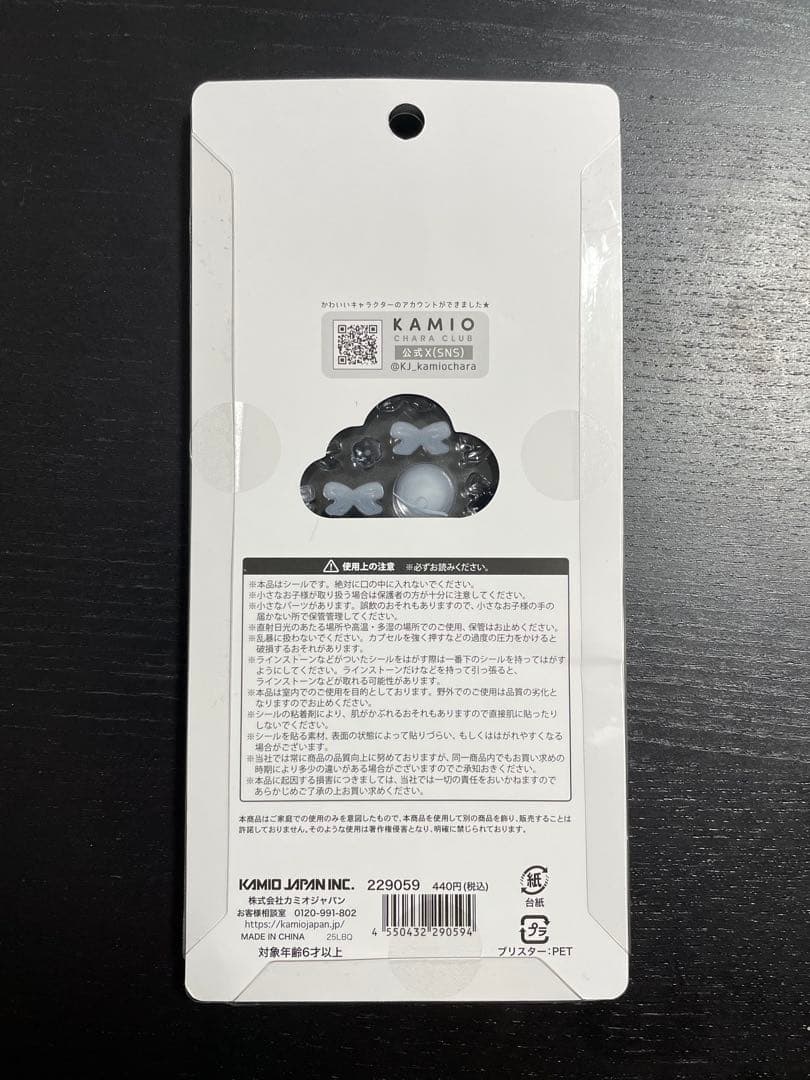 かわいいキャラクターのアカウントができました★
KAMIO
CHARA CLUB
公式X(SNS)
@KJ_kamiochara
使用上の注意 ※必ずお読みください。
※本品はシールです。絶対に口の中に入れないでください。
※小さなお子様が取り扱う場合は保護者の方が十分に注意してください。
※小さなパーツがあります。誤飲のおそれもありますので、小さなお子様の手の
届かない所で保管管理してください。
※直射日光のあたる場所や高温・多湿の場所でのご使用、保管はお止めください。
※乱暴に扱わないでください。カプセルを強く押すなどの過度の圧力をかけると
破損するおそれがあります。
※ラインストーンなどがついたシールをはがす際は一番下のシールを持ってはがす
ようにしてください。ラインストーンだけなどを持って引っ張ると、
ラインストーンなどが取れる可能性があります。
※本品は室内でのご使用を目的としております。野外でのご使用は品質の劣化と
なりますのでお止めください。
※シールの粘着剤により、肌がかぶれるおそれもありますので直接肌に貼ったり
しないでください。
※シールを貼る素材、表面の状態によって貼りづらい、もしくははがれやすくなる
場合がございます。
※当社では常に商品の品質向上に努めておりますが、同一商品内でもお買い求めの
時期により多少の違いがある場合がございますのでご承知おきください。
※本品に起因する損害につきましては、当社では一切の責任をおいかねますので
あらかじめご了承の上お買い求めください。
本商品はご家庭での使用のみを意図したもので、本商品を使用して別の商品を飾り、販売することは
許諾しておりません。そのような使用は著作権侵害となり、明確に禁じられております。
KAMIO JAPAN INC. 229059 440円(税込)
株式会社カミオジャパン
お客様相談室 0120-991-802
https://kamiojapan.jp/
MADE IN CHINA 25LBQ
対象年齢6才以上
4 550432 290594
紙
台紙
プラ
ブリスター:PET